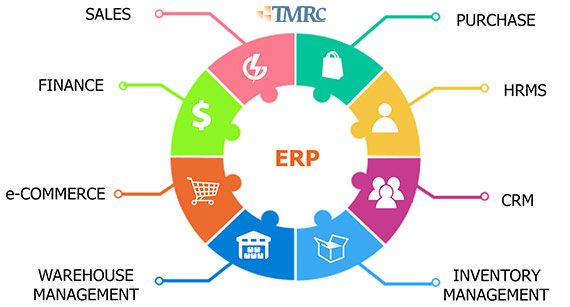 TMRC
SALES
PURCHASE
FINANCE
HRMS
ERP
e-COMMERCE
CRM
WAREHOUSE
MANAGEMENT
INVENTORY
MANAGEMENT
$